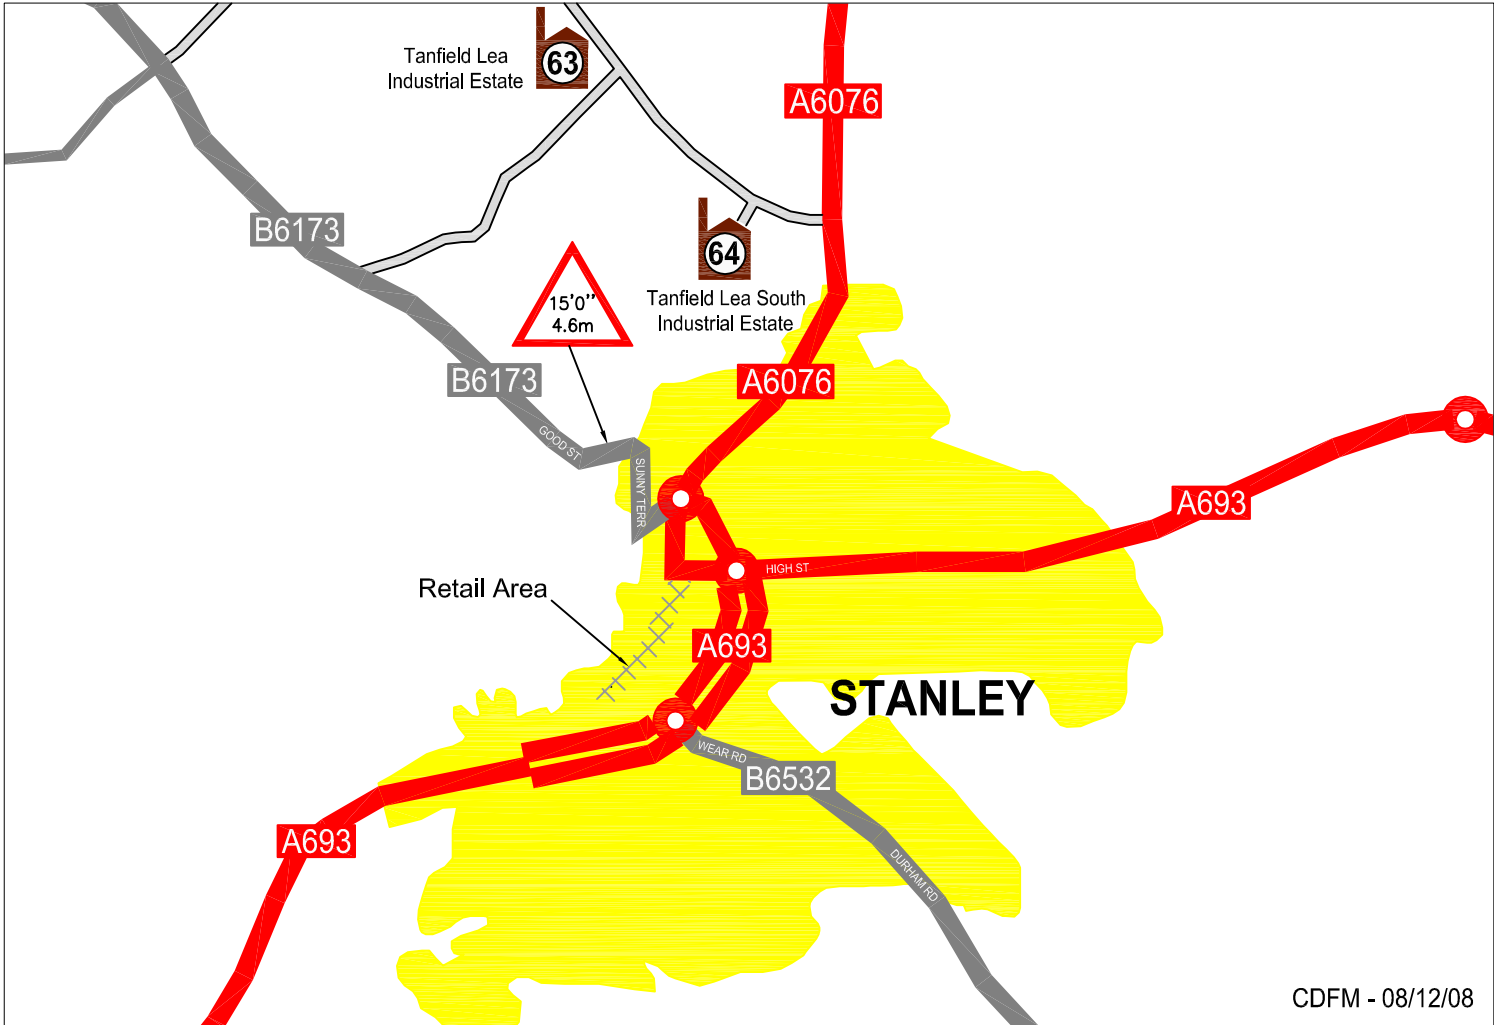 Tanfield Lea
Industrial Estate
63
A6076
B6173
64
15'0''
4.6m
Tanfield Lea South
Industrial Estate
B6173
A6076
GOOD ST
SUNNY TERR
A693
HIGH ST
Retail Area
A693
STANLEY
WEAR RD
B6532
A693
DURHAM RD
CDFM - 08/12/08